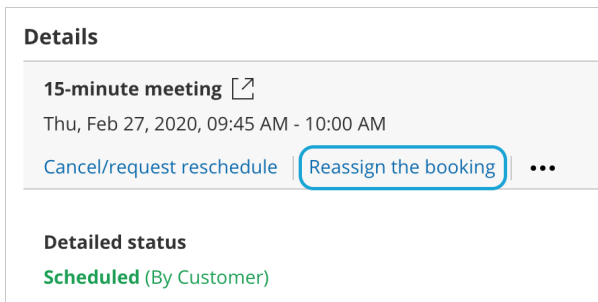 Details
15-minute meeting
Thu, Feb 27, 2020, 09:45 AM - 10:00 AM
Cancel/request reschedule | Reassign the booking | •••
Detailed status
Scheduled (By Customer)